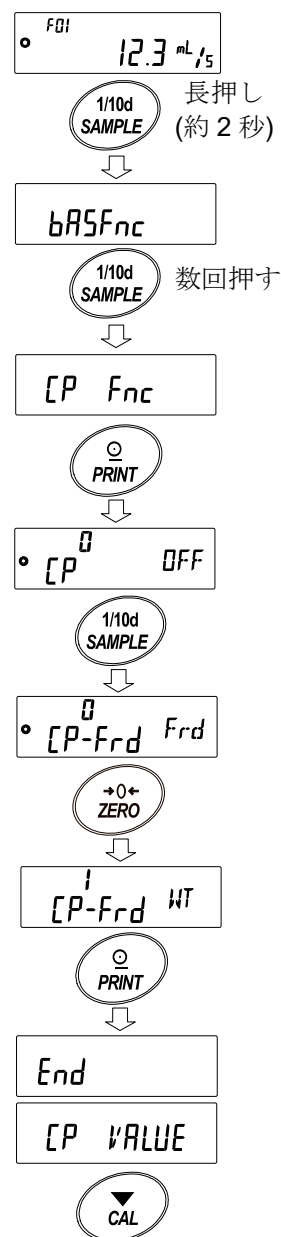 F01
12.3 mL/s
1/10d
SAMPLE
長押し
(約 2 秒)
bASFnc
1/10d
SAMPLE
数回押す
CP Fnc
PRINT
0
CP OFF
1/10d
SAMPLE
0
CP-Frd Frd
→0←
ZERO
1
CP-Frd WT
PRINT
End
CP VALUE
CAL